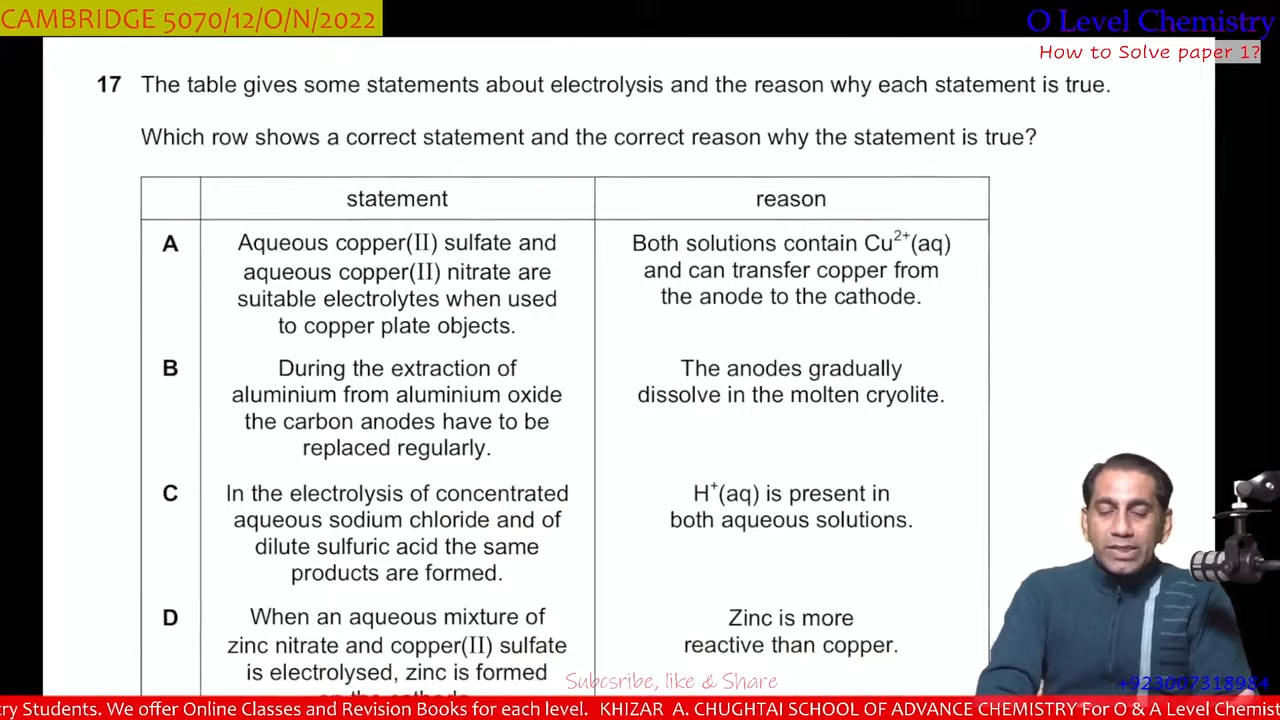 CAMBRIDGE 5070/12/O/N/2022
O Level Chemistry
How to Solve paper 1?
17 The table gives some statements about electrolysis and the reason why each statement is true.
Which row shows a correct statement and the correct reason why the statement is true?
statement reason
A Aqueous copper(II) sulfate and Both solutions contain Cu²⁺(aq)
aqueous copper(II) nitrate are and can transfer copper from
suitable electrolytes when used the anode to the cathode.
to copper plate objects.
B During the extraction of The anodes gradually
aluminium from aluminium oxide dissolve in the molten cryolite.
the carbon anodes have to be
replaced regularly.
C In the electrolysis of concentrated H⁺(aq) is present in
aqueous sodium chloride and of both aqueous solutions.
dilute sulfuric acid the same
products are formed.
D When an aqueous mixture of Zinc is more
zinc nitrate and copper(II) sulfate reactive than copper.
is electrolysed, zinc is formed
Subcsribe, like & Share
+923007318984
ry Students. We offer Online Classes and Revision Books for each level. KHIZAR A. CHUGHTAI SCHOOL OF ADVANCE CHEMISTRY For O & A Level Chemist